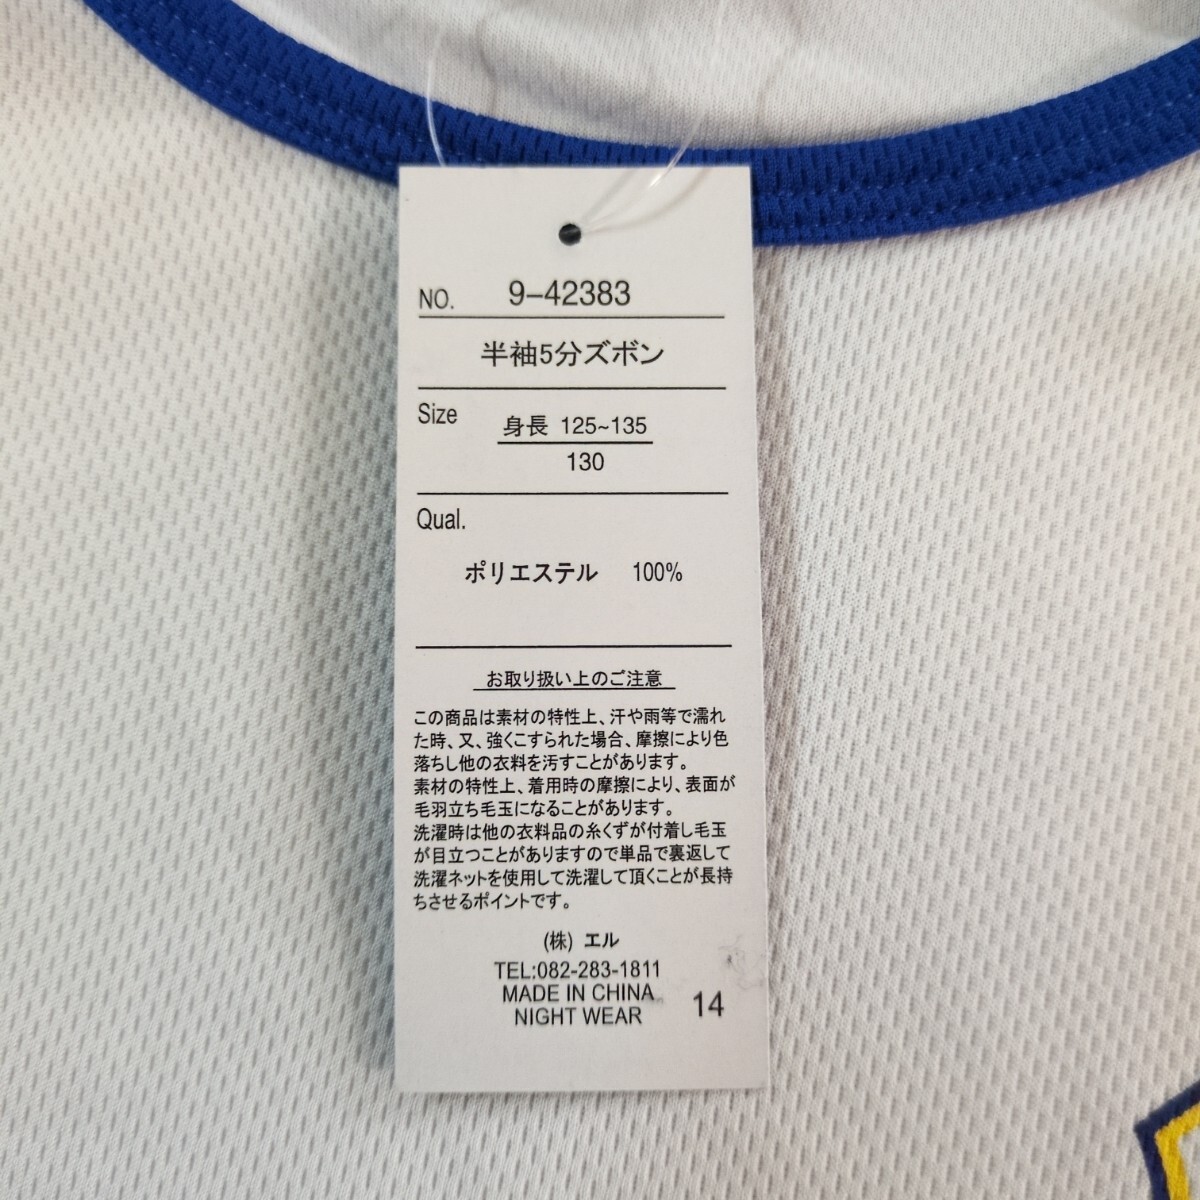 NO. 9-42383
半袖5分ズボン
Size
身長 125~135
130
Qual.
ポリエステル 100%
お取り扱い上のご注意
この商品は素材の特性上、汗や雨等で濡れ
た時、又、強くこすられた場合、摩擦により色
落ちし他の衣料を汚すことがあります。
素材の特性上、着用時の摩擦により、表面が
毛羽立ち毛玉になることがあります。
洗濯時は他の衣料品の糸くずが付着し毛玉
が目立つことがありますので単品で裏返して
洗濯ネットを使用して洗濯して頂くことが長持
ちさせるポイントです。
(株) エル
TEL:082-283-1811
MADE IN CHINA
NIGHT WEAR
14